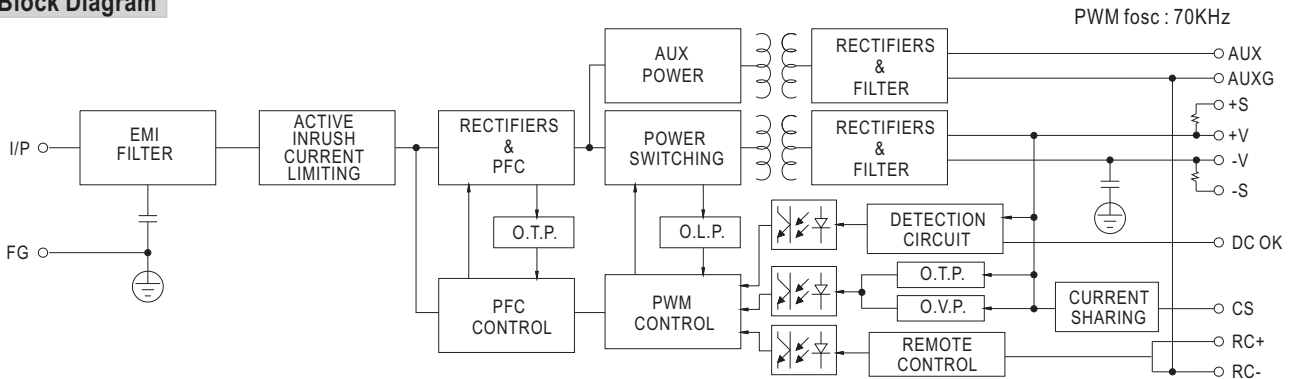 Block Diagram
PWM fosc : 70KHz
I/P
FG
EMI
FILTER
ACTIVE
INRUSH
CURRENT
LIMITING
RECTIFIERS
&
PFC
O.T.P.
PFC
CONTROL
AUX
POWER
POWER
SWITCHING
O.L.P.
PWM
CONTROL
RECTIFIERS
&
FILTER
RECTIFIERS
&
FILTER
DETECTION
CIRCUIT
O.T.P.
O.V.P.
REMOTE
CONTROL
CURRENT
SHARING
AUX
AUXG
+S
+V
-V
-S
DC OK
CS
RC+
RC-